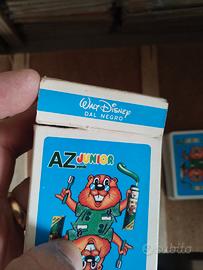 WALT DISNEY
DAL NEGRO
AZ JUNIOR
subito